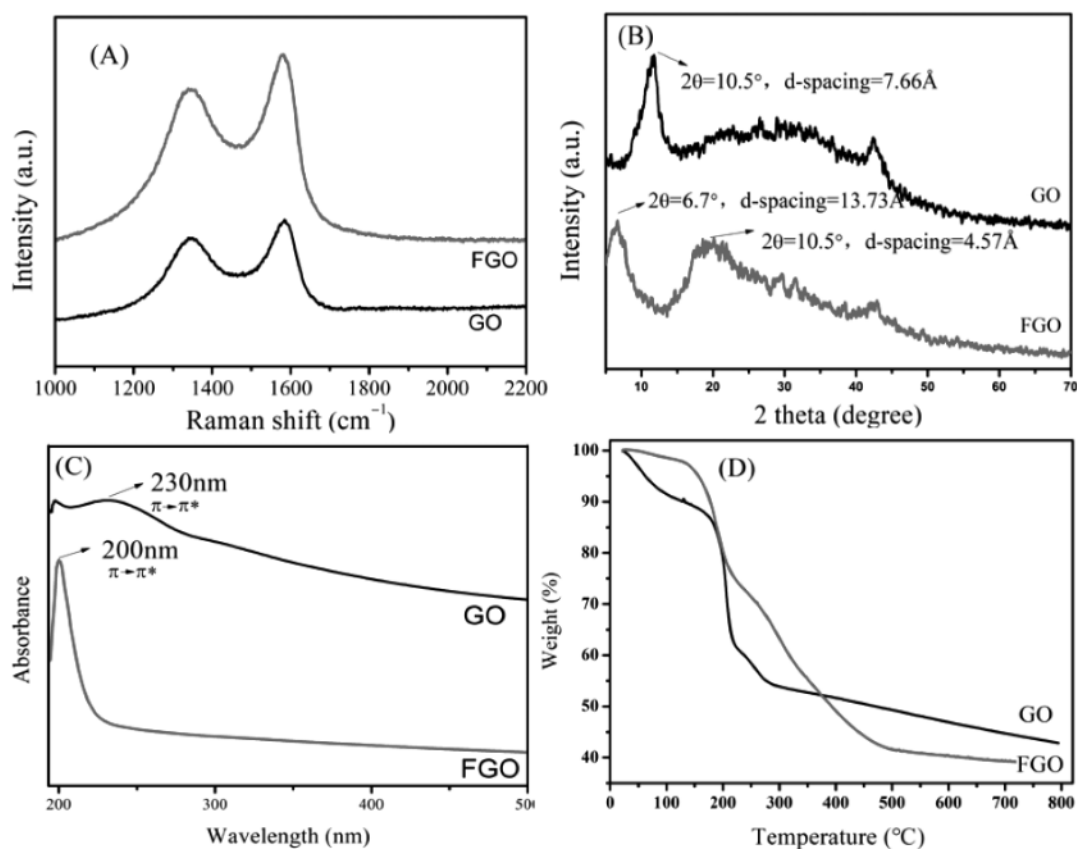 (A)
Intensity (a.u.)
FGO
GO
1000 1200 1400 1600 1800 2000 2200
Raman shift (cm⁻¹)
(B)
2θ=10.5°, d-spacing=7.66Å
GO
2θ=6.7°, d-spacing=13.73Å
2θ=10.5°, d-spacing=4.57Å
FGO
Intensity (a.u.)
10 20 30 40 50 60 70
2 theta (degree)
(C)
230nm
π→π*
200nm
π→π*
GO
FGO
Absorbance
200 300 400 500
Wavelength (nm)
(D)
100
90
80
70
60
50
40
Weight (%)
GO
FGO
0 100 200 300 400 500 600 700 800
Temperature (℃)